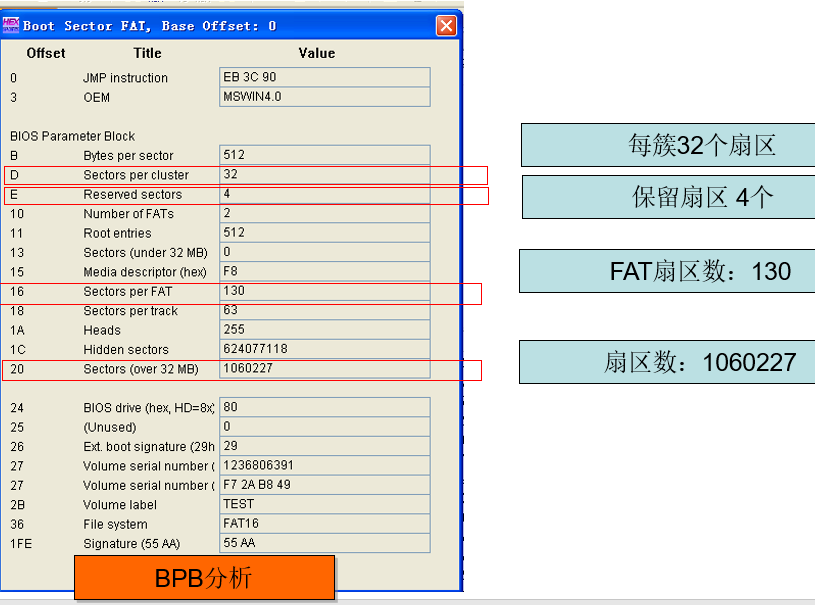 Boot Sector FAT, Base Offset: 0
Offset Title Value
0 JMP instruction EB 3C 90
3 OEM MSWIN4.0
BIOS Parameter Block
B Bytes per sector 512
D Sectors per cluster 32
E Reserved sectors 4
10 Number of FATs 2
11 Root entries 512
13 Sectors (under 32 MB) 0
15 Media descriptor (hex) F8
16 Sectors per FAT 130
18 Sectors per track 63
1A Heads 255
1C Hidden sectors 624077118
20 Sectors (over 32 MB) 1060227
24 BIOS drive (hex, HD=8x) 80
25 (Unused) 0
26 Ext. boot signature (29h 29
27 Volume serial number ( 1236806391
27 Volume serial number ( F7 2A B8 49
2B Volume label TEST
36 File system FAT16
1FE Signature (55 AA) 55 AA
BPB分析
每簇32个扇区
保留扇区 4个
FAT扇区数：130
扇区数：1060227